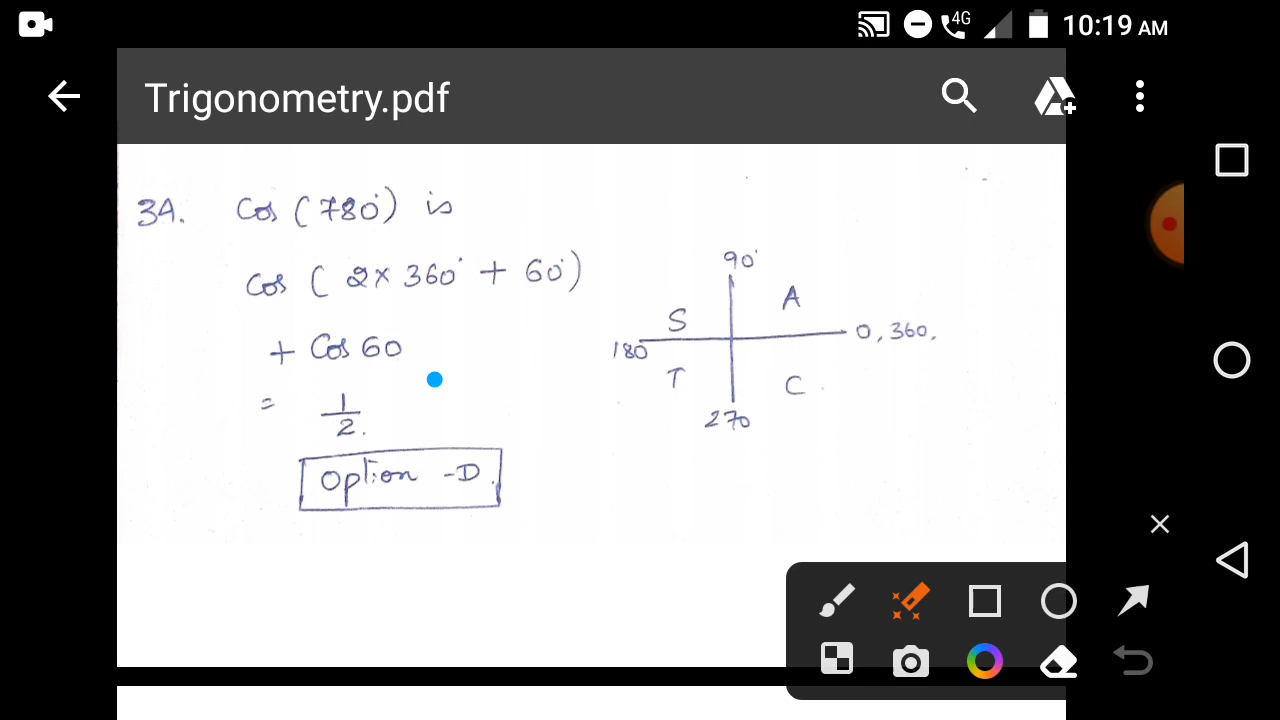 4G 10:19 AM
Trigonometry.pdf
34. Cos (780°) is
Cos ( 2 × 360° + 60°)
+ Cos 60
= 1/2.
Option -D.
90°
S A
180 0, 360,
T C
270